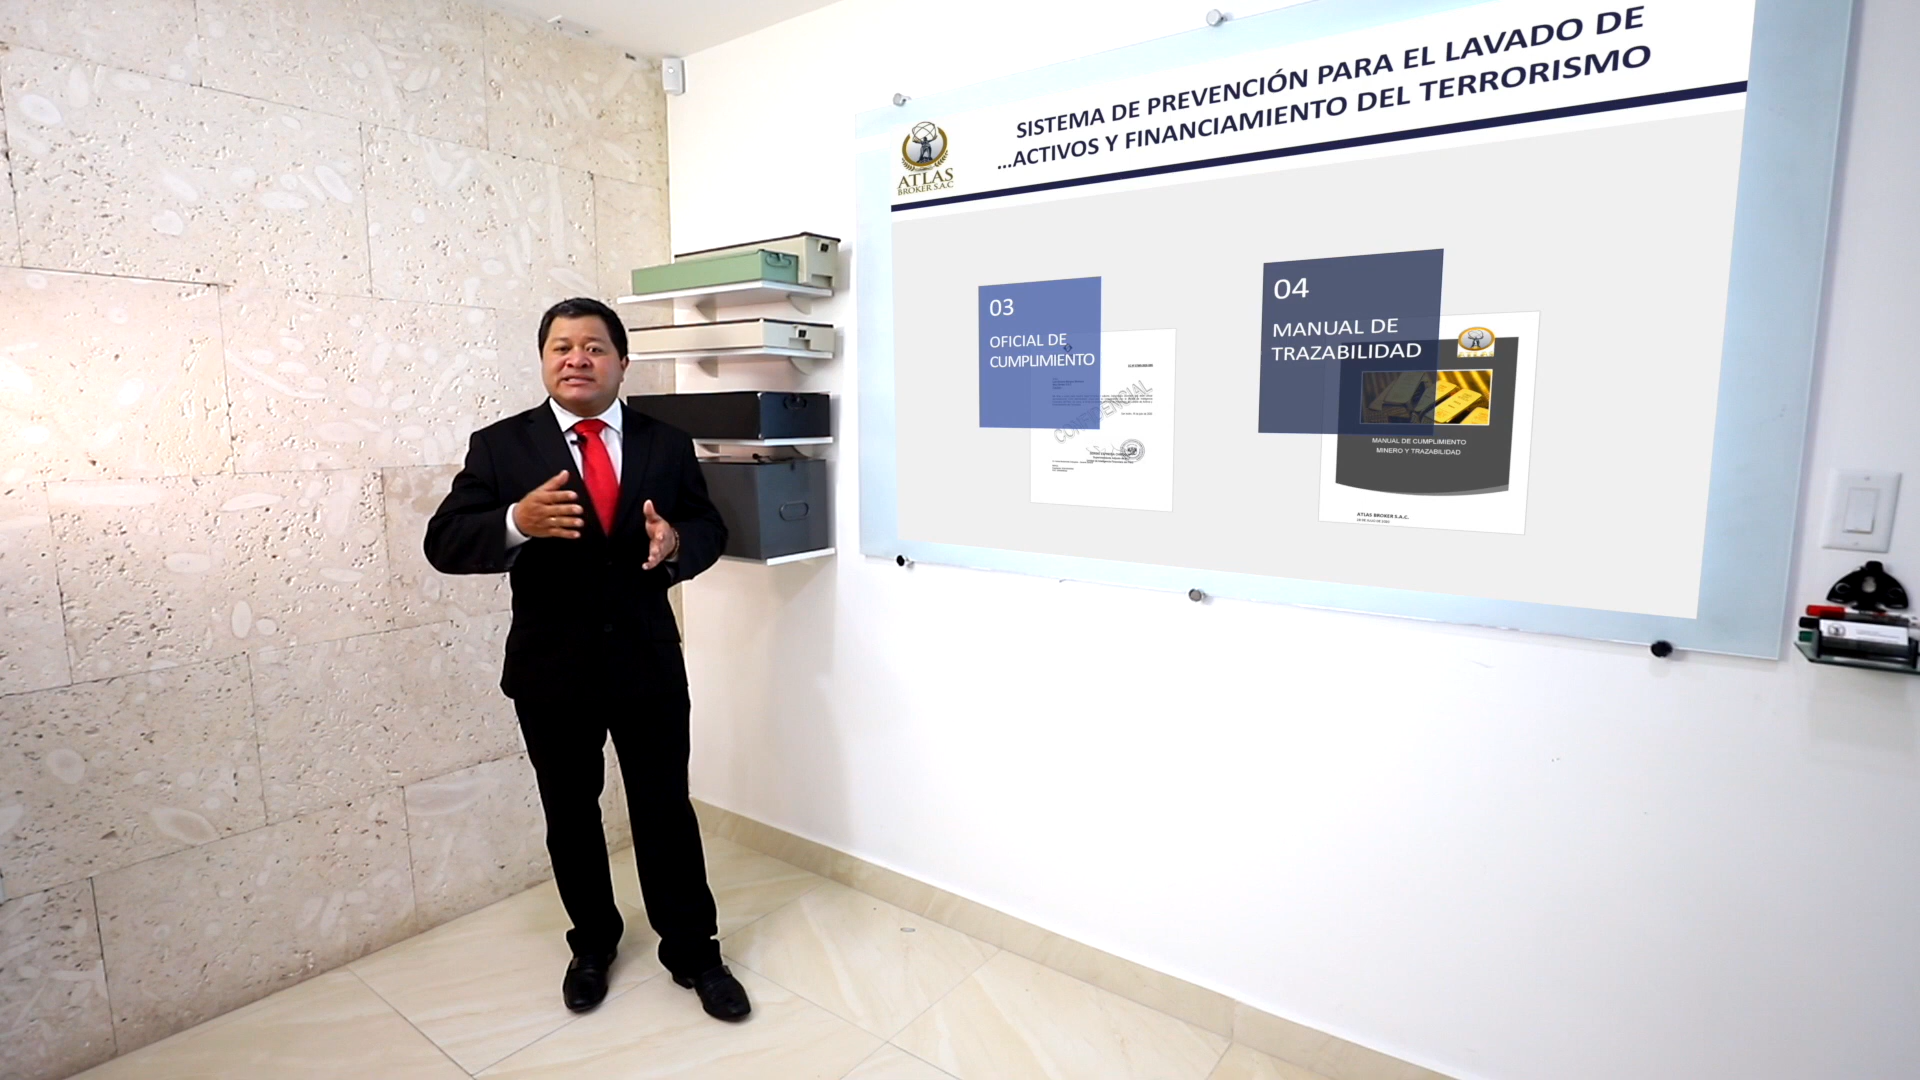 SISTEMA DE PREVENCIÓN PARA EL LAVADO DE
...ACTIVOS Y FINANCIAMIENTO DEL TERRORISMO
ATLAS
BROKER S.A.C
03
OFICIAL DE
CUMPLIMIENTO
CONFIDENCIAL
04
MANUAL DE
TRAZABILIDAD
MANUAL DE CUMPLIMIENTO
MINERO Y TRAZABILIDAD
ATLAS BROKER S.A.C.